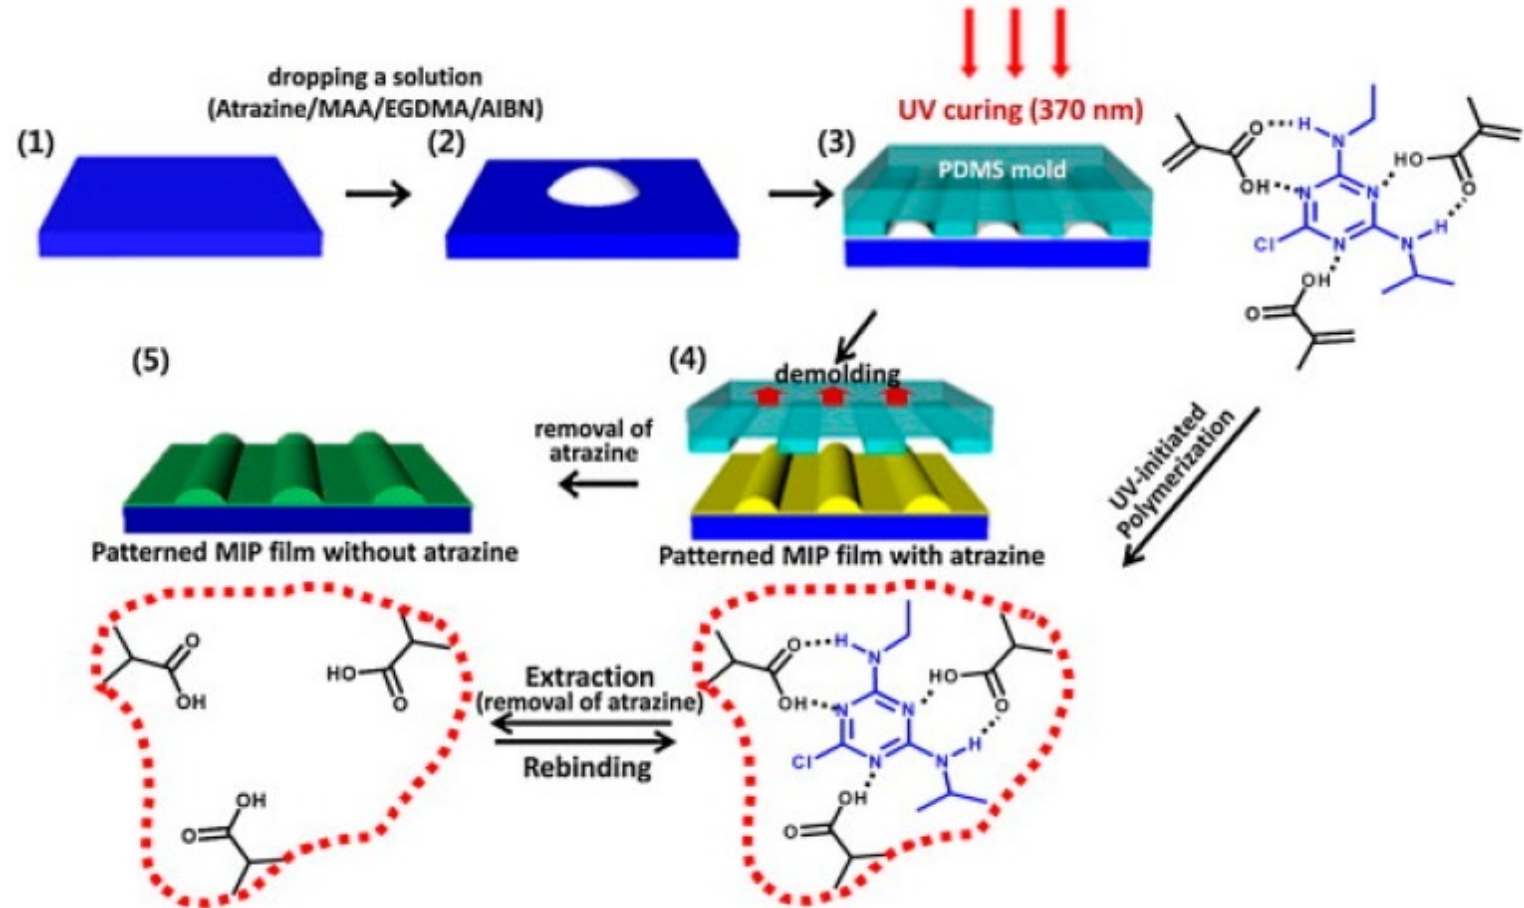 dropping a solution
(Atrazine/MAA/EGDMA/AIBN)
UV curing (370 nm)
(1)
(2)
(3)
PDMS mold
O
H
N
HO
OH
N
N
O
H
Cl
N
N
OH
O
(5)
(4)
demolding
removal of
atrazine
UV-initiated
Polymerization
Patterned MIP film without atrazine
Patterned MIP film with atrazine
O
HO
OH
O
OH
O
Extraction
(removal of atrazine)
Rebinding
O
H
N
HO
OH
N
N
O
H
Cl
N
N
OH
O